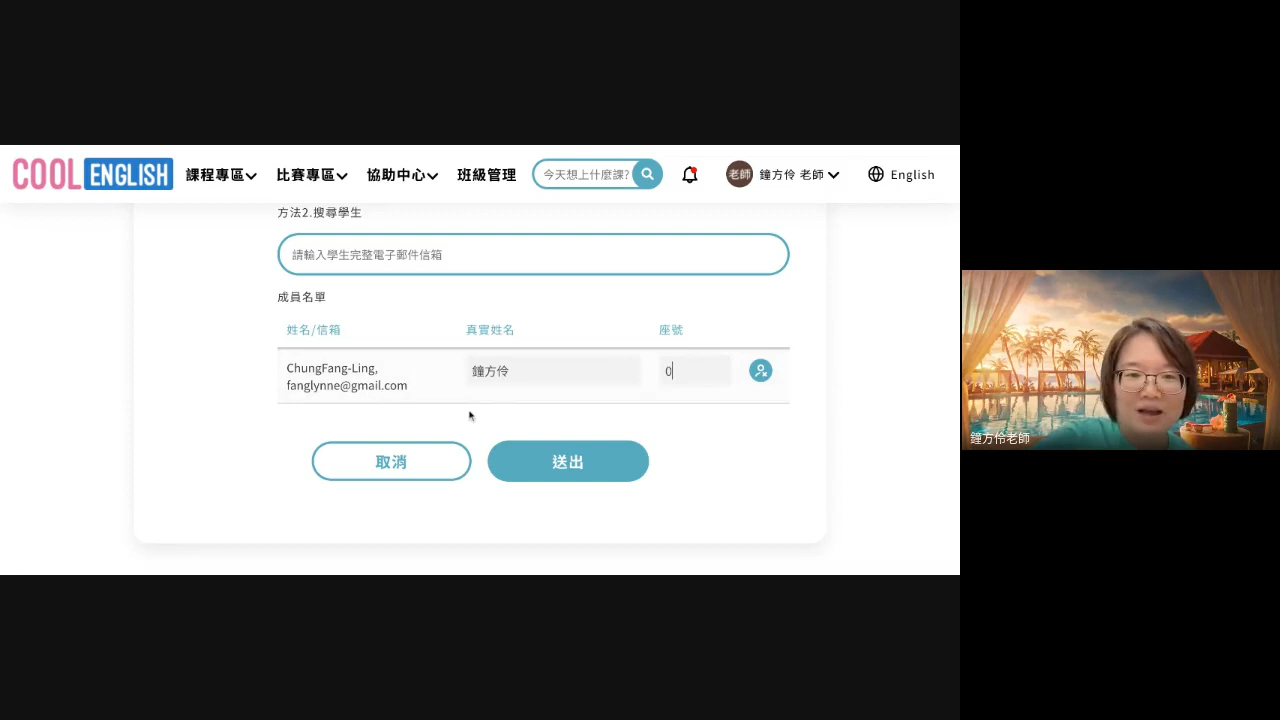 COOL ENGLISH 課程專區 比賽專區 協助中心 班級管理 今天想上什麼課? 老師 鐘方伶 老師 English
方法2.搜尋學生
請輸入學生完整電子郵件信箱
成員名單
姓名/信箱 真實姓名 座號
ChungFang-Ling, 鐘方伶 0
fanglynne@gmail.com
取消 送出
鐘方伶老師